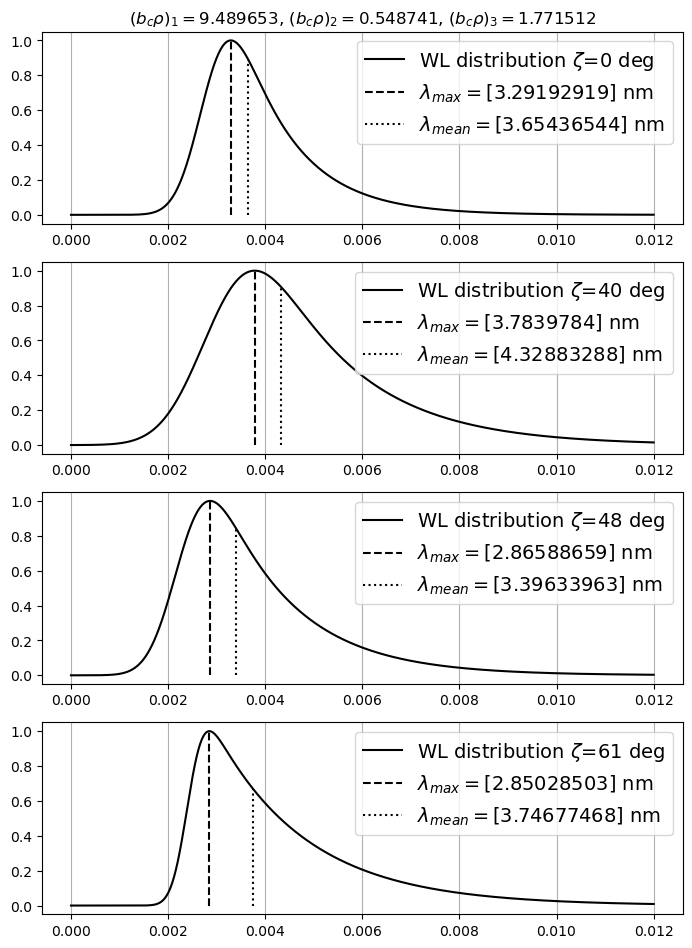 (b_cρ)_1 = 9.489653, (b_cρ)_2 = 0.548741, (b_cρ)_3 = 1.771512
1.0
0.8
0.6
0.4
0.2
0.0
WL distribution ζ=0 deg
λ_max = [3.29192919] nm
λ_mean = [3.65436544] nm
0.000 0.002 0.004 0.006 0.008 0.010 0.012
1.0
0.8
0.6
0.4
0.2
0.0
WL distribution ζ=40 deg
λ_max = [3.7839784] nm
λ_mean = [4.32883288] nm
0.000 0.002 0.004 0.006 0.008 0.010 0.012
1.0
0.8
0.6
0.4
0.2
0.0
WL distribution ζ=48 deg
λ_max = [2.86588659] nm
λ_mean = [3.39633963] nm
0.000 0.002 0.004 0.006 0.008 0.010 0.012
1.0
0.8
0.6
0.4
0.2
0.0
WL distribution ζ=61 deg
λ_max = [2.85028503] nm
λ_mean = [3.74677468] nm
0.000 0.002 0.004 0.006 0.008 0.010 0.012